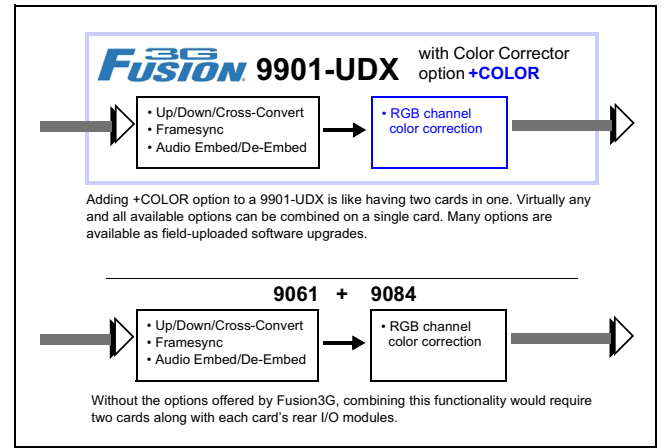 3G
FUSION 9901-UDX with Color Corrector
option +COLOR
• Up/Down/Cross-Convert
• Framesync
• Audio Embed/De-Embed
• RGB channel
color correction
Adding +COLOR option to a 9901-UDX is like having two cards in one. Virtually any
and all available options can be combined on a single card. Many options are
available as field-uploaded software upgrades.
9061 + 9084
• Up/Down/Cross-Convert
• Framesync
• Audio Embed/De-Embed
• RGB channel
color correction
Without the options offered by Fusion3G, combining this functionality would require
two cards along with each card's rear I/O modules.